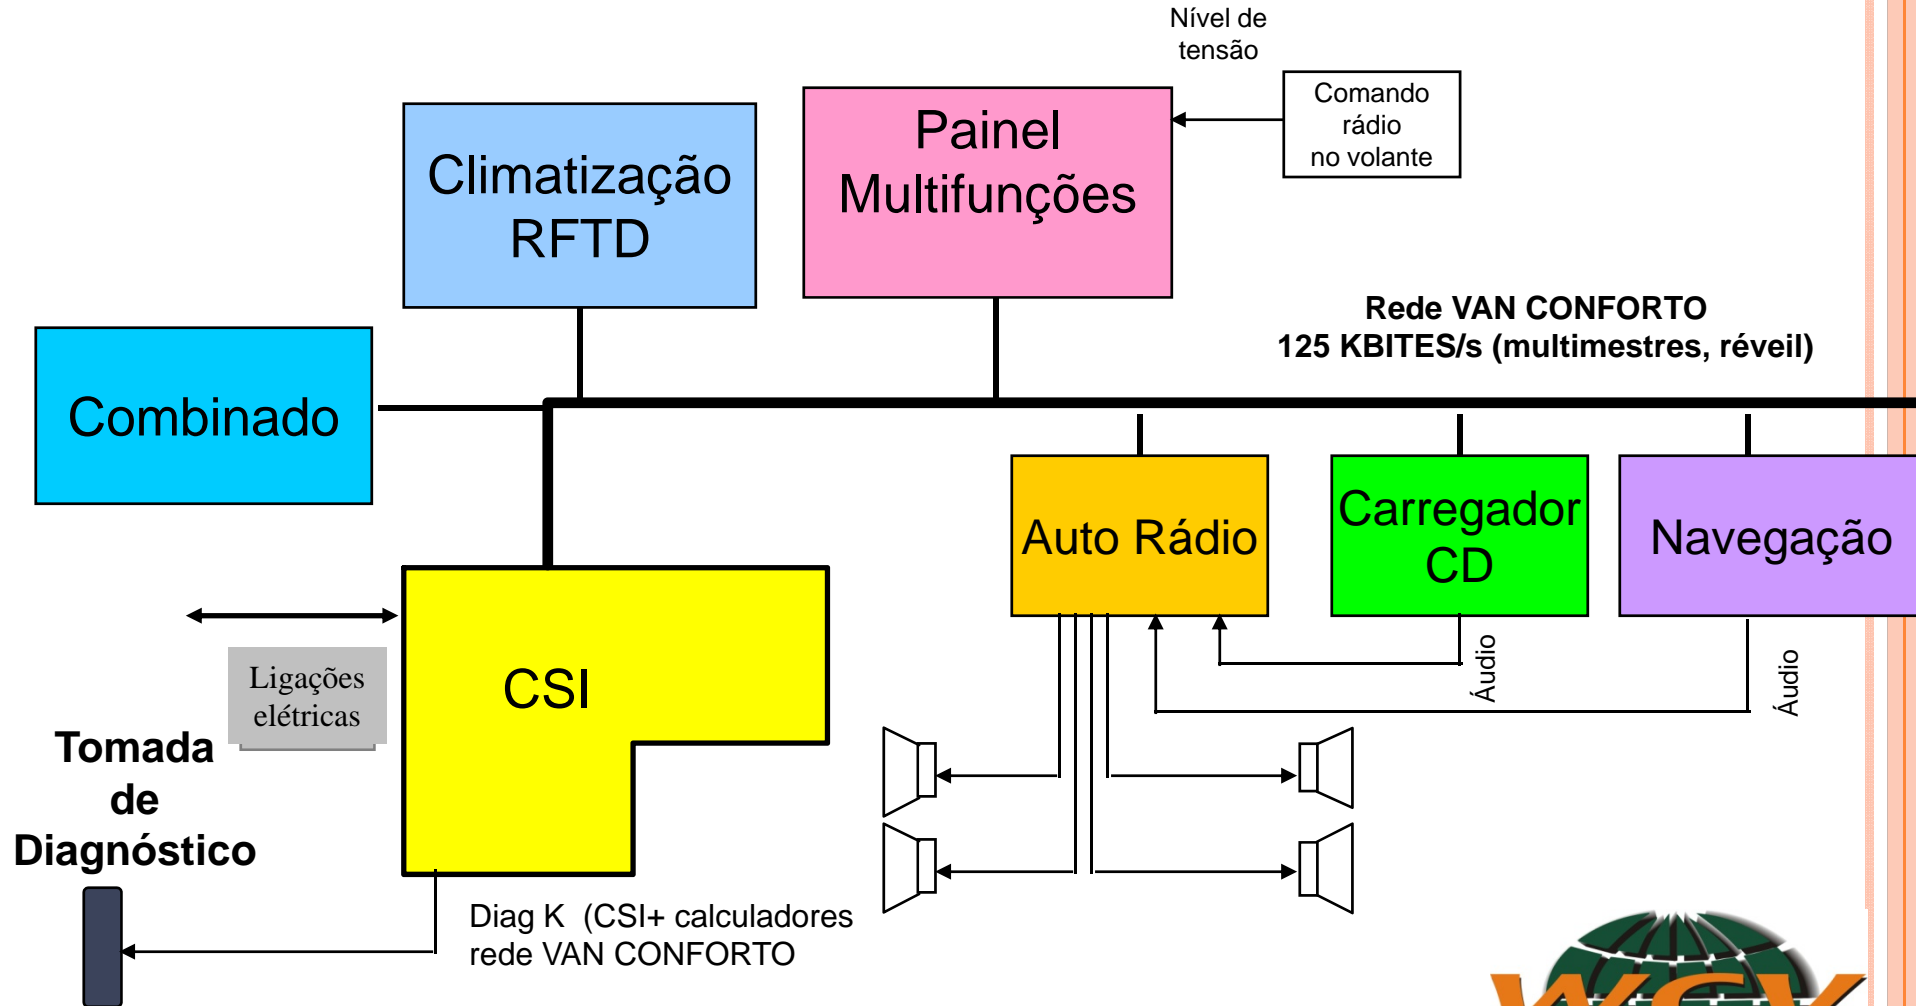 Nível de
tensão
Comando
rádio
no volante
Painel
Multifunções
Climatização
RFTD
Rede VAN CONFORTO
125 KBITES/s (multimestres, réveil)
Combinado
Auto Rádio
Carregador
CD
Navegação
Áudio
Áudio
CSI
Ligações
elétricas
Tomada
de
Diagnóstico
Diag K  (CSI+ calculadores
rede VAN CONFORTO
WGV